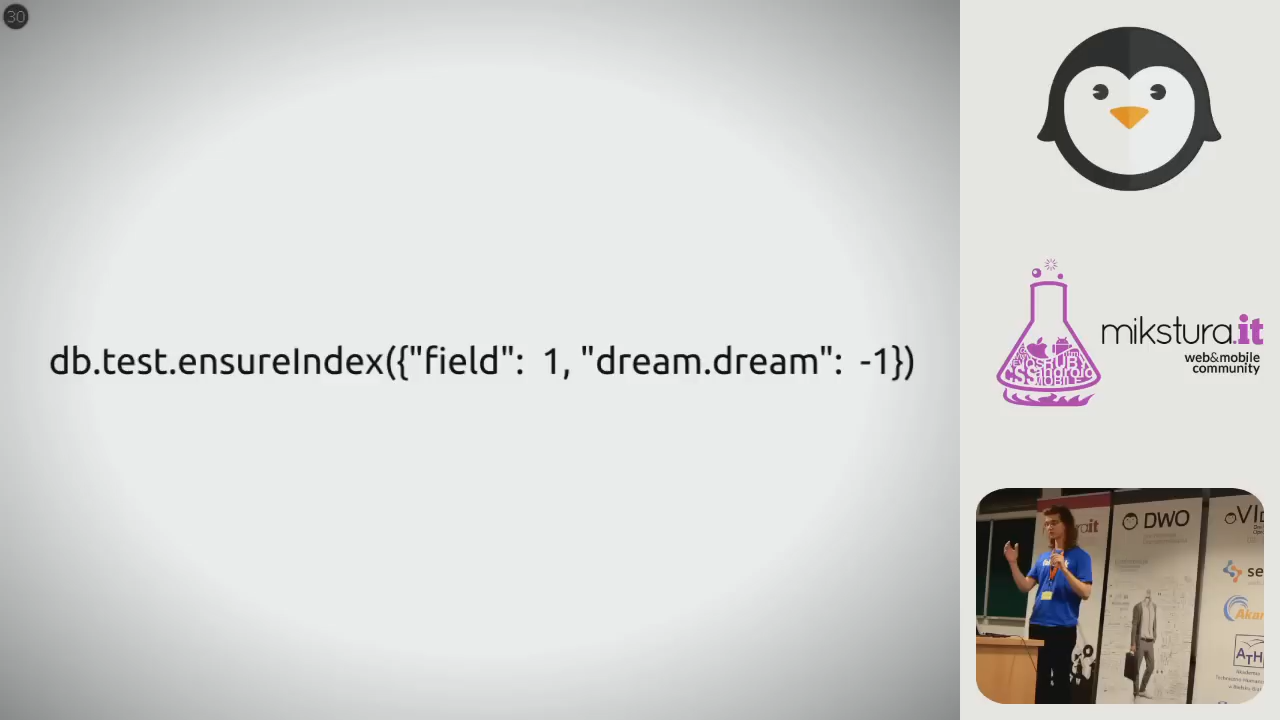 30
db.test.ensureIndex({"field": 1, "dream.dream": -1})
mikstura.it
web&mobile
community
DWO